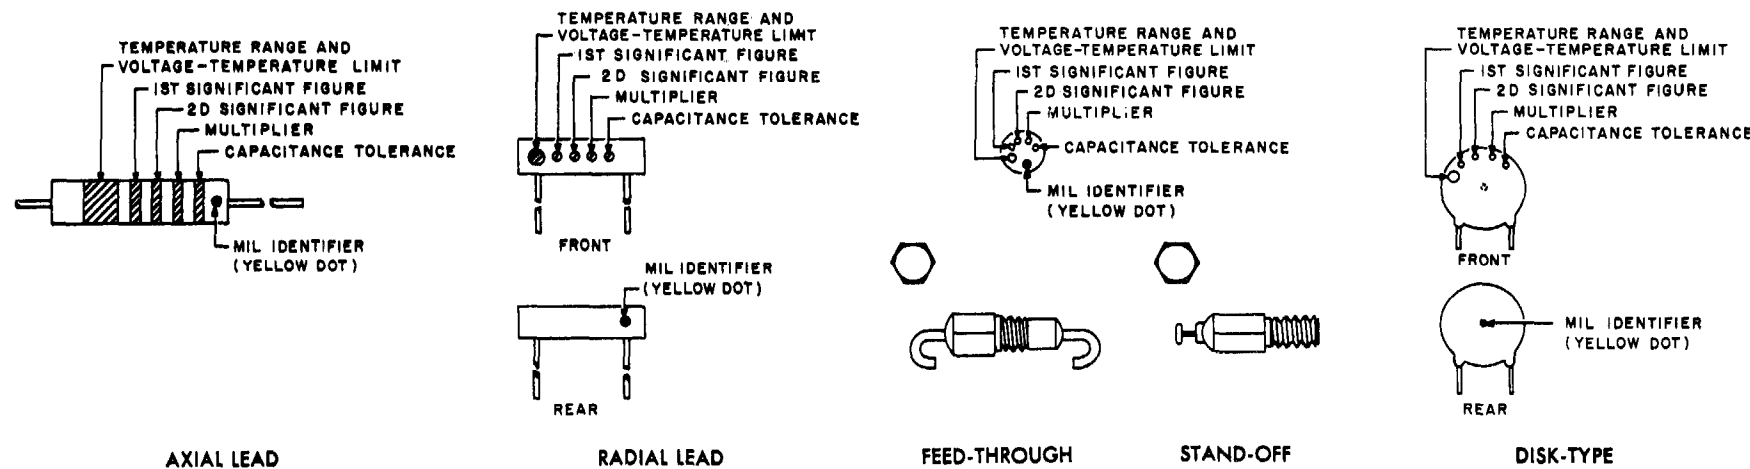 TEMPERATURE RANGE AND
VOLTAGE-TEMPERATURE LIMIT
1ST SIGNIFICANT FIGURE
2D SIGNIFICANT FIGURE
MULTIPLIER
CAPACITANCE TOLERANCE
MIL IDENTIFIER
(YELLOW DOT)
AXIAL LEAD
TEMPERATURE RANGE AND
VOLTAGE-TEMPERATURE LIMIT
1ST SIGNIFICANT FIGURE
2D SIGNIFICANT FIGURE
MULTIPLIER
CAPACITANCE TOLERANCE
FRONT
MIL IDENTIFIER
(YELLOW DOT)
REAR
RADIAL LEAD
TEMPERATURE RANGE AND
VOLTAGE-TEMPERATURE LIMIT
1ST SIGNIFICANT FIGURE
2D SIGNIFICANT FIGURE
MULTIPLIER
CAPACITANCE TOLERANCE
MIL IDENTIFIER
(YELLOW DOT)
FEED-THROUGH
STAND-OFF
TEMPERATURE RANGE AND
VOLTAGE-TEMPERATURE LIMIT
1ST SIGNIFICANT FIGURE
2D SIGNIFICANT FIGURE
MULTIPLIER
CAPACITANCE TOLERANCE
FRONT
MIL IDENTIFIER
(YELLOW DOT)
REAR
DISK-TYPE